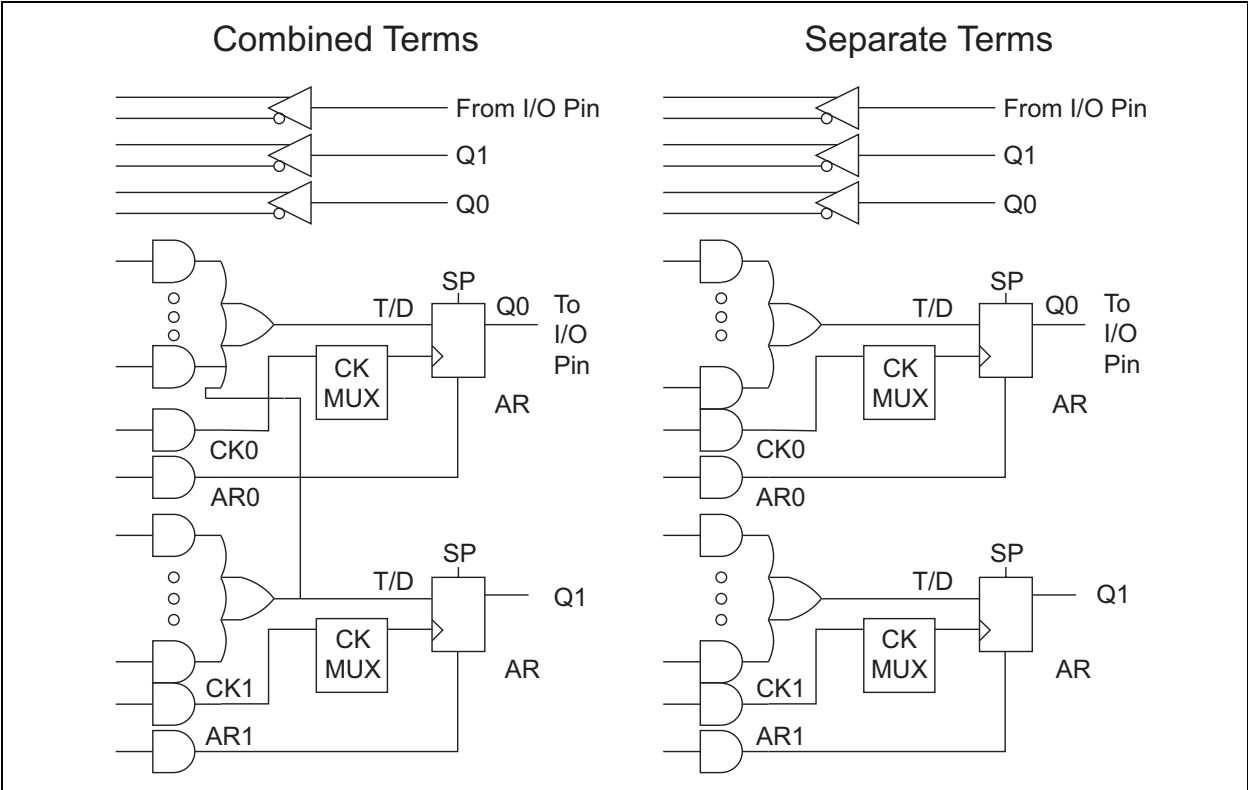 Combined Terms
From I/O Pin
Q1
Q0
SP
T/D
Q0
To
I/O
Pin
CK
MUX
AR
CK0
AR0
SP
T/D
Q1
CK
MUX
AR
CK1
AR1
Separate Terms
From I/O Pin
Q1
Q0
SP
T/D
Q0
To
I/O
Pin
CK
MUX
AR
CK0
AR0
SP
T/D
Q1
CK
MUX
AR
CK1
AR1